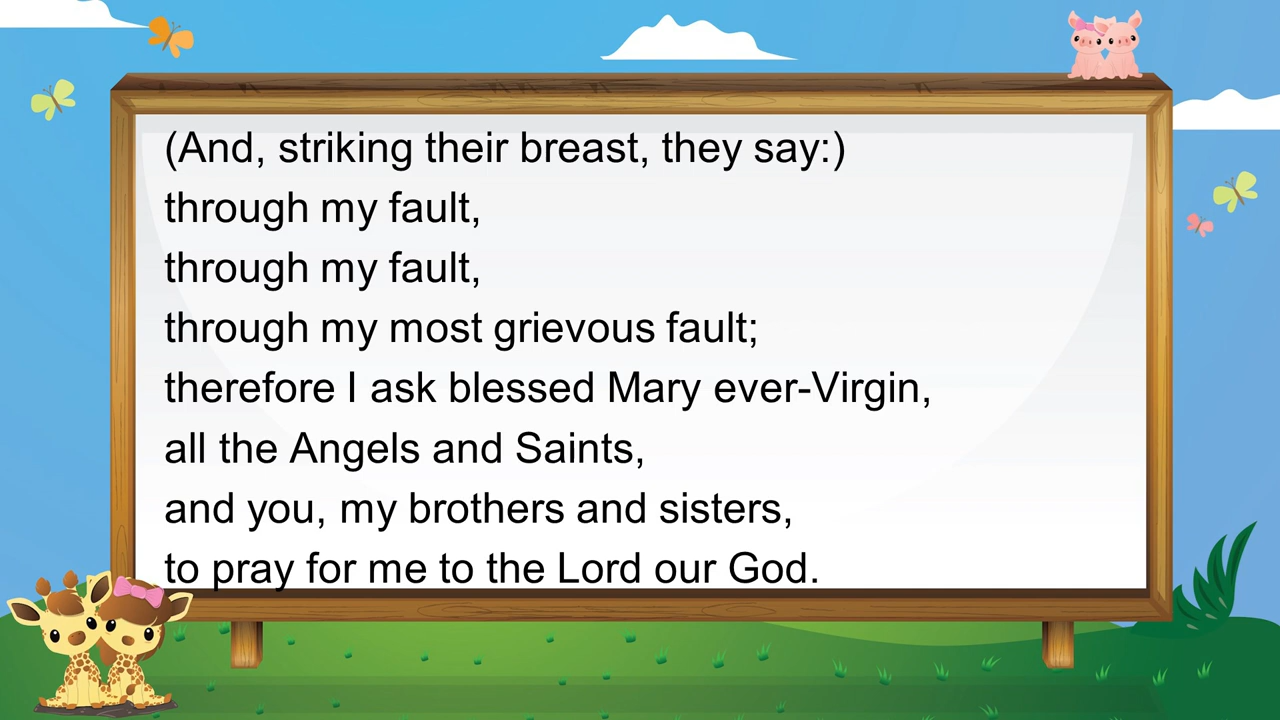 (And, striking their breast, they say:)
through my fault,
through my fault,
through my most grievous fault;
therefore I ask blessed Mary ever-Virgin,
all the Angels and Saints,
and you, my brothers and sisters,
to pray for me to the Lord our God.